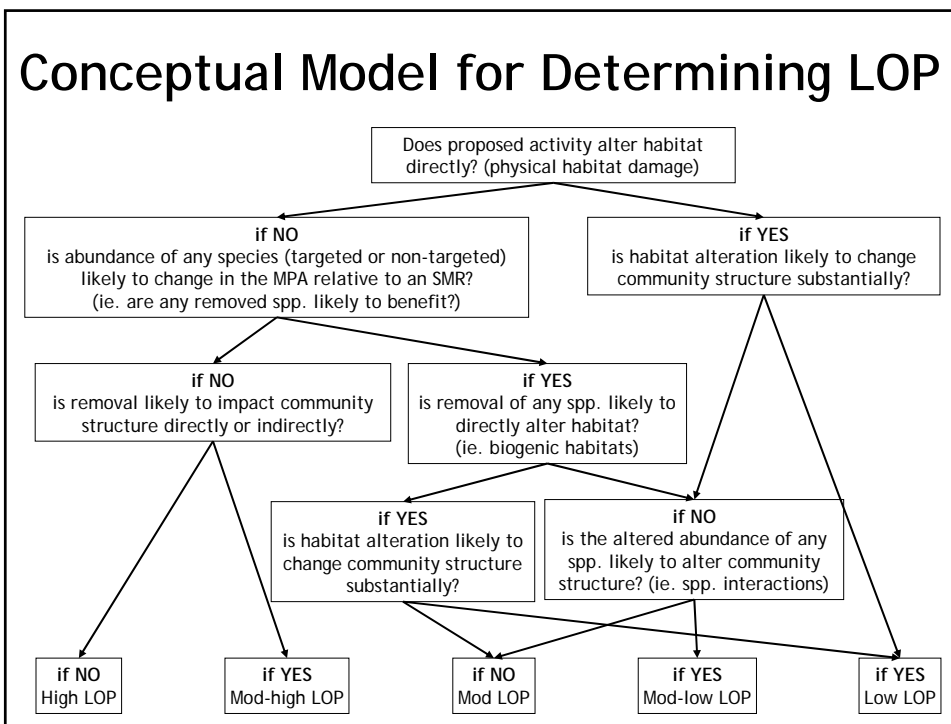 Conceptual Model for Determining LOP
Does proposed activity alter habitat
directly? (physical habitat damage)
if NO
is abundance of any species (targeted or non-targeted)
likely to change in the MPA relative to an SMR?
(ie. are any removed spp. likely to benefit?)
if YES
is habitat alteration likely to change
community structure substantially?
if NO
is removal likely to impact community
structure directly or indirectly?
if YES
is removal of any spp. likely to
directly alter habitat?
(ie. biogenic habitats)
if YES
is habitat alteration likely to
change community structure
substantially?
if NO
is the altered abundance of any
spp. likely to alter community
structure? (ie. spp. interactions)
if NO
High LOP
if YES
Mod-high LOP
if NO
Mod LOP
if YES
Mod-low LOP
if YES
Low LOP